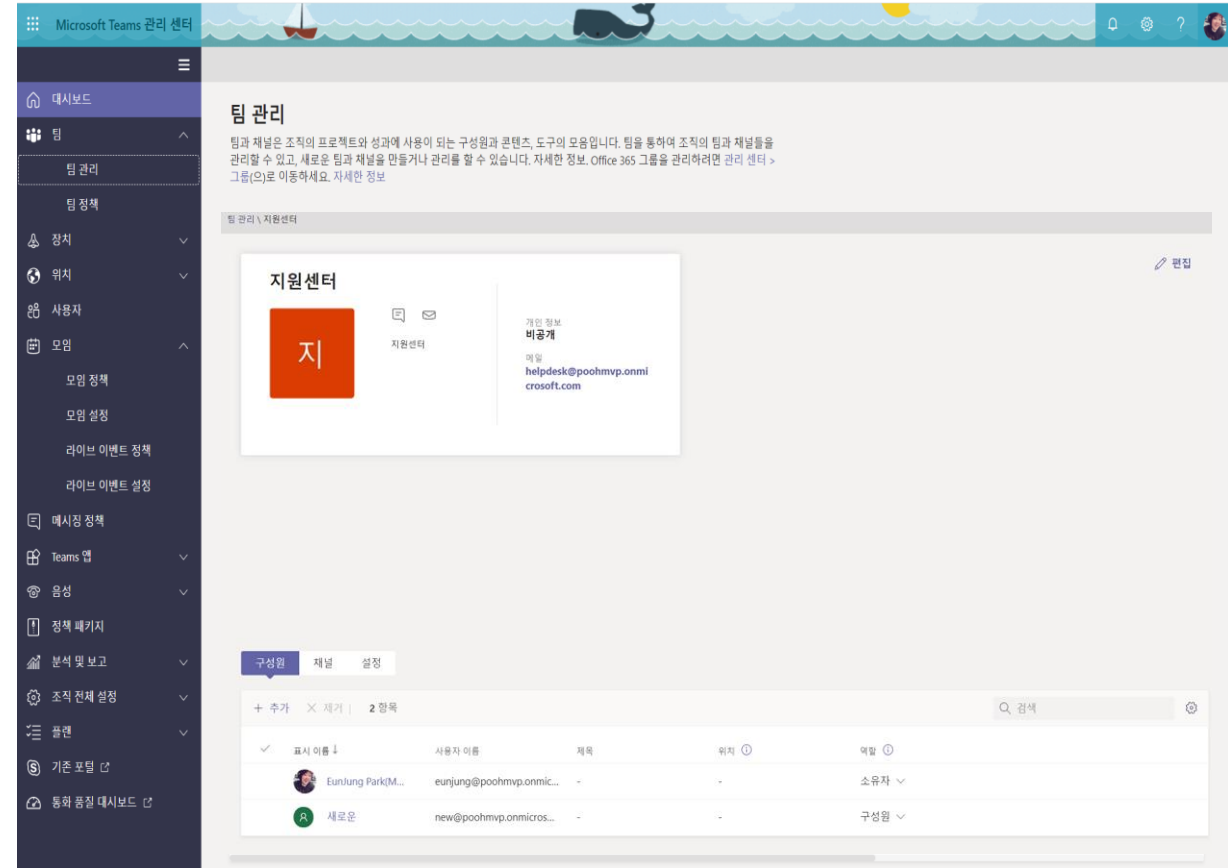 Microsoft Teams 관리 센터
대시보드
팀
팀 관리
팀 정책
장치
위치
사용자
모임
모임 정책
모임 설정
라이브 이벤트 정책
라이브 이벤트 설정
메시징 정책
Teams 앱
음성
정책 패키지
분석 및 보고
조직 전체 설정
플랜
기존 포털
통화 품질 대시보드
팀 관리
팀과 채널은 조직의 프로젝트와 성과에 사용이 되는 구성원과 콘텐츠, 도구의 모음입니다. 팀을 통하여 조직의 팀과 채널들을
관리할 수 있고, 새로운 팀과 채널을 만들거나 관리를 할 수 있습니다. 자세한 정보. Office 365 그룹을 관리하려면 관리 센터 >
그룹(으)로 이동하세요. 자세한 정보
팀 관리 \ 지원센터
편집
지원센터
지
지원센터
개인 정보
비공개
메일
helpdesk@poohmvp.onmi
crosoft.com
구성원 채널 설정
+ 추가 제거 | 2 항목 검색
표시 이름 ↓ 사용자 이름 제목 위치 역할
EunJung Park(M... eunjung@poohmvp.onmic... - - 소유자
새로운 new@poohmvp.onmicros... - - 구성원